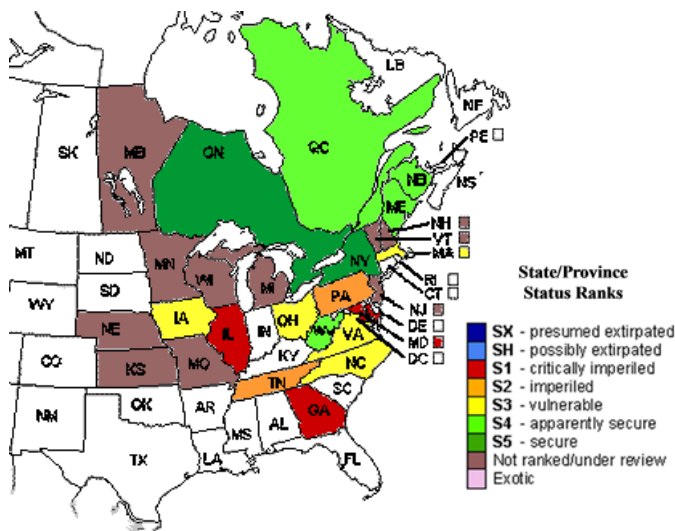 LB
NF
SK
MB
ON
QC
PE
NB
NS
ME
NH
VT
MA
MT
ND
MN
WI
MI
NY
RI
CT
WY
SD
IA
PA
NJ
DE
MD
DC
NE
IL
IN
OH
WV
VA
CO
KS
MO
KY
NC
NM
OK
AR
TN
SC
TX
LA
MS
AL
GA
FL
State/Province
Status Ranks
SX - presumed extirpated
SH - possibly extirpated
S1 - critically imperiled
S2 - imperiled
S3 - vulnerable
S4 - apparently secure
S5 - secure
Not ranked/under review
Exotic